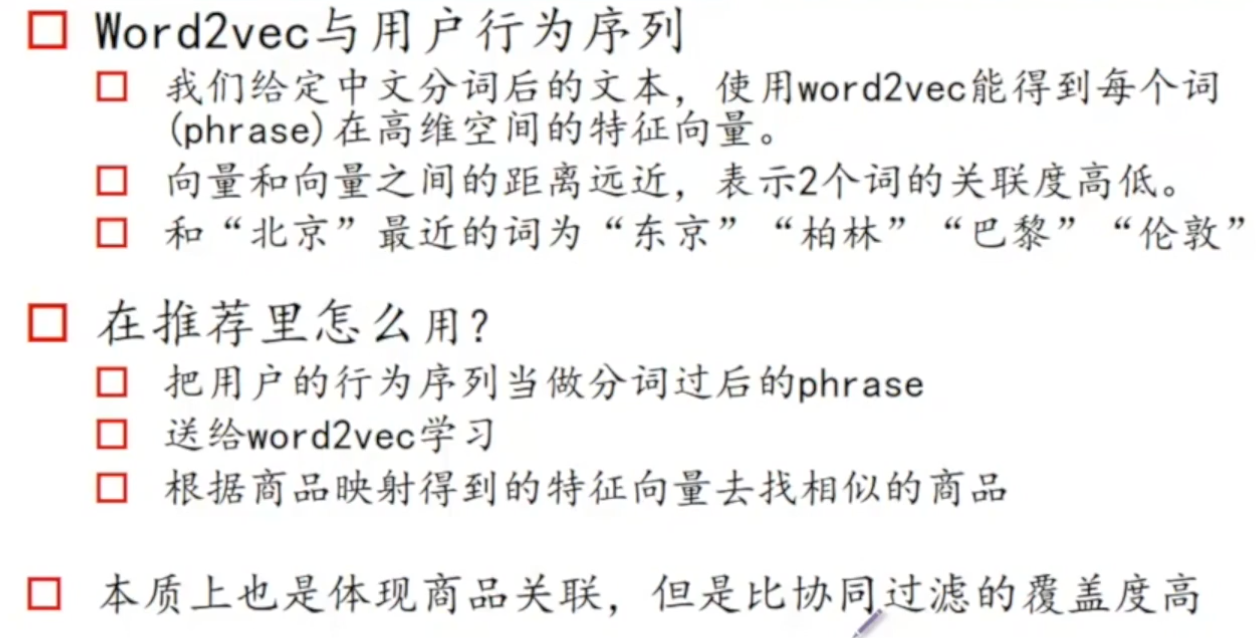 Word2vec与用户行为序列
我们给定中文分词后的文本，使用word2vec能得到每个词
(phrase)在高维空间的特征向量。
向量和向量之间的距离远近，表示2个词的关联度高低。
和“北京”最近的词为“东京”“柏林”“巴黎”“伦敦”
在推荐里怎么用?
把用户的行为序列当做分词过后的phrase
送给word2vec学习
根据商品映射得到的特征向量去找相似的商品
本质上也是体现商品关联，但是比协同过滤的覆盖度高